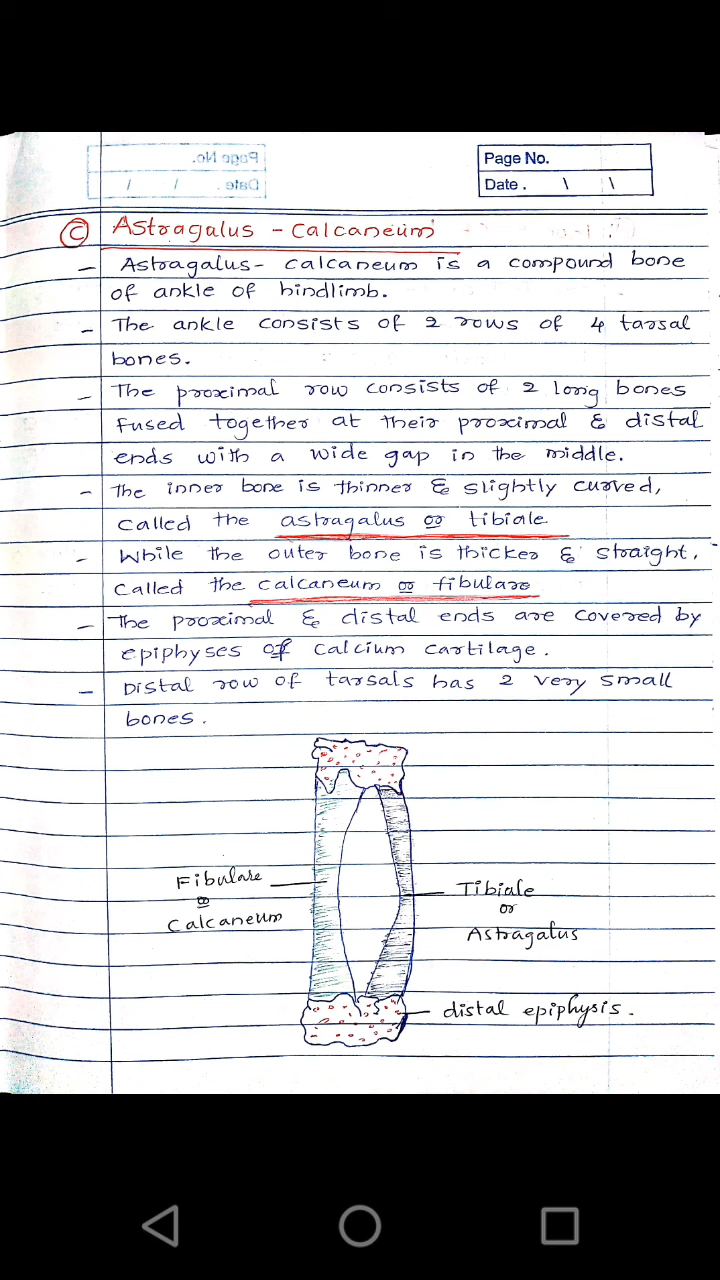 Page No.
Date.
Page No.
Date. \ \
C Astragalus - Calcaneum
- Astragalus- calcaneum is a compound bone
of ankle of hindlimb.
- The ankle consists of 2 rows of 4 tarsal
bones.
- The proximal row consists of 2 long bones
fused together at their proximal & distal
ends with a wide gap in the middle.
- The inner bone is thinner & slightly curved,
called the astragalus or tibiale
- While the outer bone is thicker & straight,
called the calcaneum or fibulare
- The proximal & distal ends are covered by
epiphyses of calcium cartilage.
- Distal row of tarsals has 2 very small
bones.
Fibulare
or
Calcaneum
Tibiale
or
Astragalus
distal epiphysis.